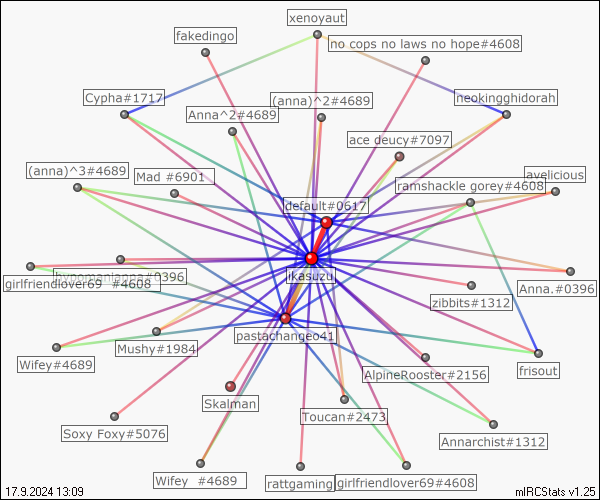 xenoyaut
fakedingo
no cops no laws no hope#4608
Cypha#1717
(anna)^2#4689
neokingghidorah
Anna^2#4689
ace deucy#7097
(anna)^3#4689
Mad #6901
avelicious
ramshackle gorey#4608
default#0617
ikasuzu
Anna.#0396
girlfriendlover69 #4608
#0396
zibbits#1312
pastachangeo41
Mushy#1984
Wifey#4689
frisout
AlpineRooster#2156
Skalman
Toucan#2473
Soxy Foxy#5076
Annarchist#1312
Wifey #4689
rattgaming
girlfriendlover69#4608
17.9.2024 13:09
mIRCStats v1.25